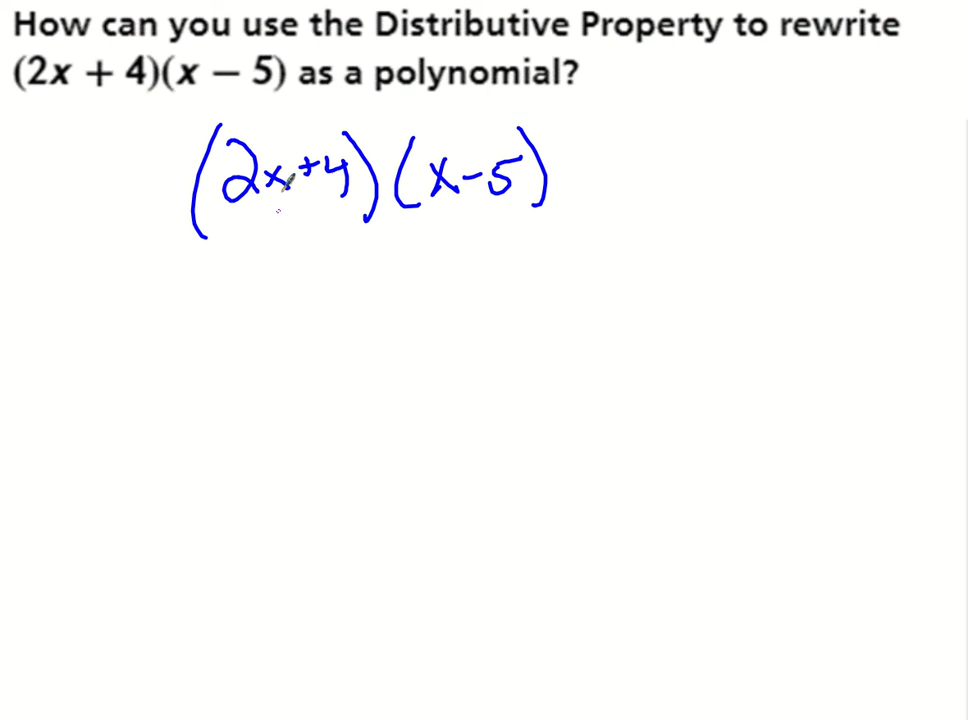 How can you use the Distributive Property to rewrite
(2x + 4)(x − 5) as a polynomial?
(2x+4)(x-5)